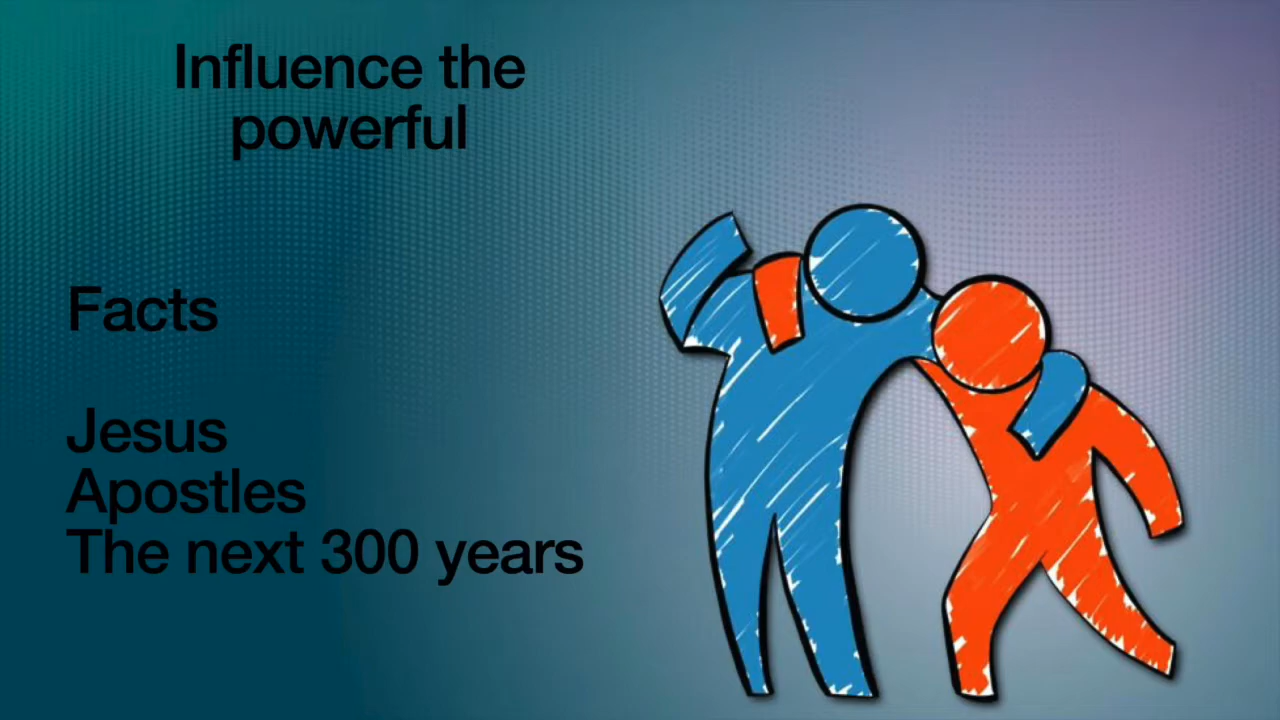 Influence the
powerful
Facts
Jesus
Apostles
The next 300 years